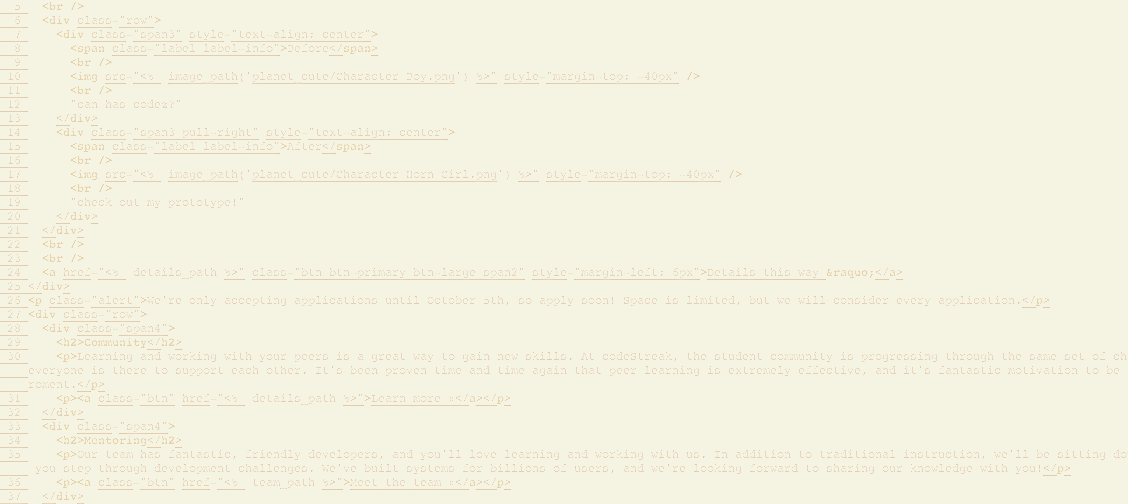 5 <br />
6 <div class="row">
7 <div class="span3" style="text-align: center">
8 <span class="label label-info">Before</span>
9 <br />
10 <img src="<%= image_path('planet_cute/Character Boy.png') %>" style="margin-top: -40px" />
11 <br />
12 "can has codez?"
13 </div>
14 <div class="span3 pull-right" style="text-align: center">
15 <span class="label label-info">After</span>
16 <br />
17 <img src="<%= image_path('planet_cute/Character Horn Girl.png') %>" style="margin-top: -40px" />
18 <br />
19 "check out my prototype!"
20 </div>
21 </div>
22 <br />
23 <br />
24 <a href="<%= details_path %>" class="btn btn-primary btn-large span2" style="margin-left: 6px">Details this way &raquo;</a>
25 </div>
26 <p class="alert">We're only accepting applications until October 5th, so apply soon! Space is limited, but we will consider every application.</p>
27 <div class="row">
28 <div class="span4">
29 <h2>Community</h2>
30 <p>Learning and working with your peers is a great way to gain new skills. At codeStreak, the student community is progressing through the same set of ch
everyone is there to support each other. It's been proven time and time again that peer learning is extremely effective, and it's fantastic motivation to be
ronment.</p>
31 <p><a class="btn" href="<%= details_path %>">Learn more »</a></p>
32 </div>
33 <div class="span4">
34 <h2>Mentoring</h2>
35 <p>Our team has fantastic, friendly developers, and you'll love learning and working with us. In addition to traditional instruction, we'll be sitting do
you step through development challenges. We've built systems for billions of users, and we're looking forward to sharing our knowledge with you!</p>
36 <p><a class="btn" href="<%= team_path %>">Meet the team »</a></p>
37 </div>